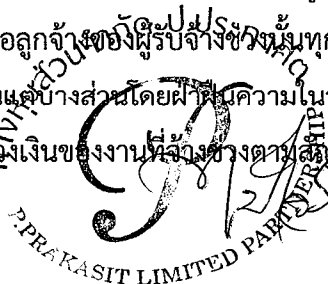 อลูกจ้างของผู้รับจ้างช่วงนั้นทุก
แต่บางส่วนโดยฝ่าฝืนความใน
วงเงินของงานที่จ้างช่วงตาม
P.PRAKASIT LIMITED PARTNERSHIP